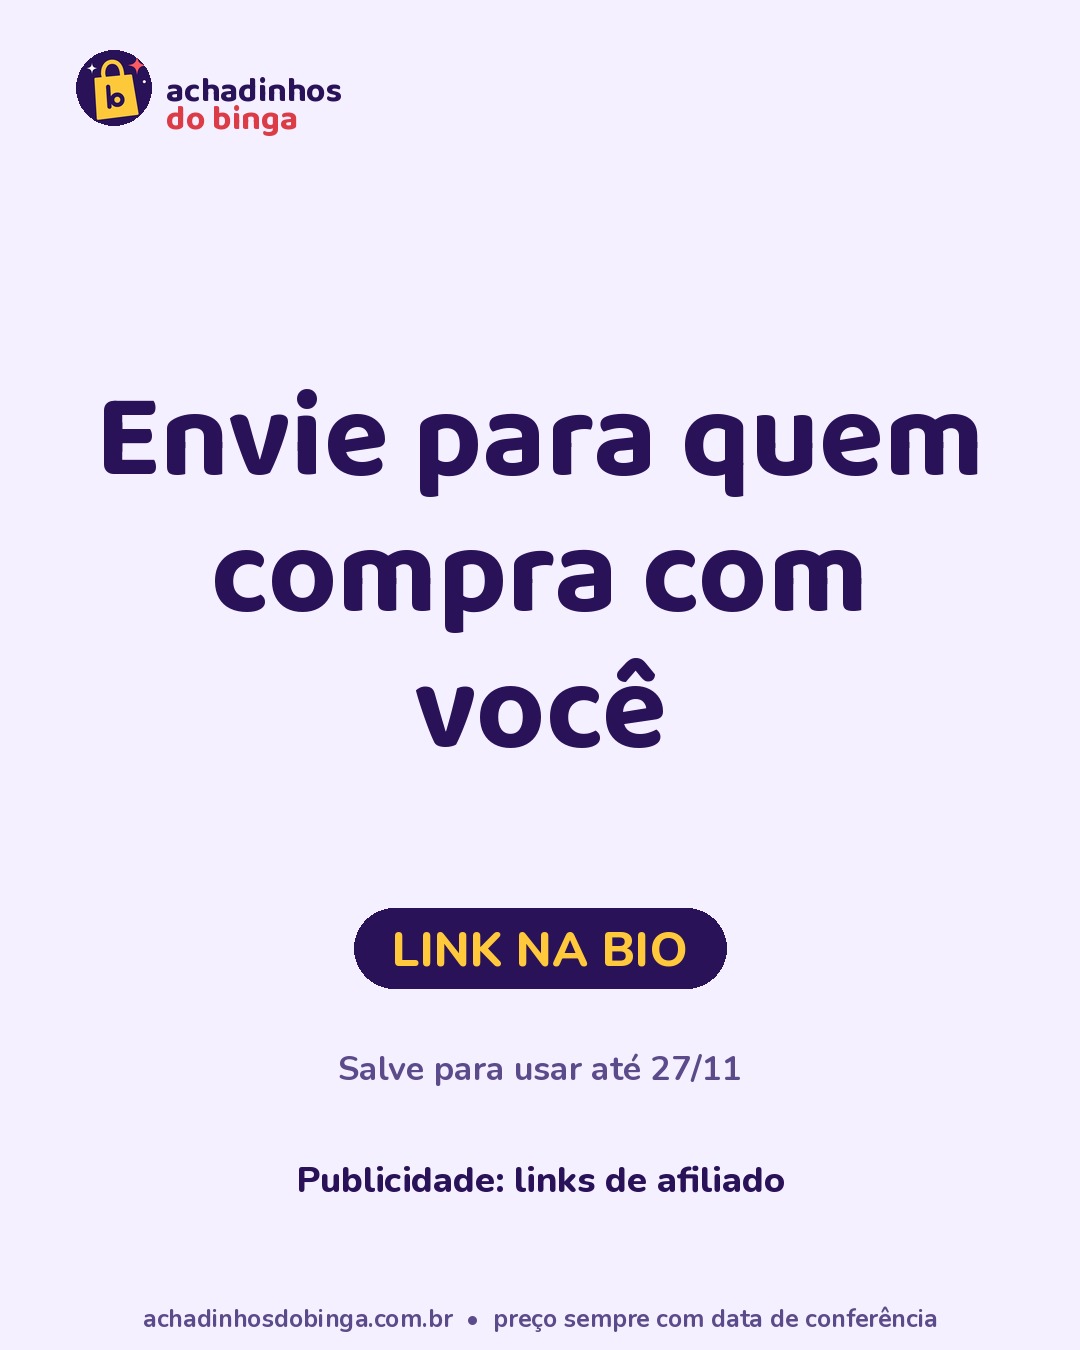 b
achadinhos
do binga
Envie para quem
compra com
você
LINK NA BIO
Salve para usar até 27/11
Publicidade: links de afiliado
achadinhosdobinga.com.br • preço sempre com data de conferência